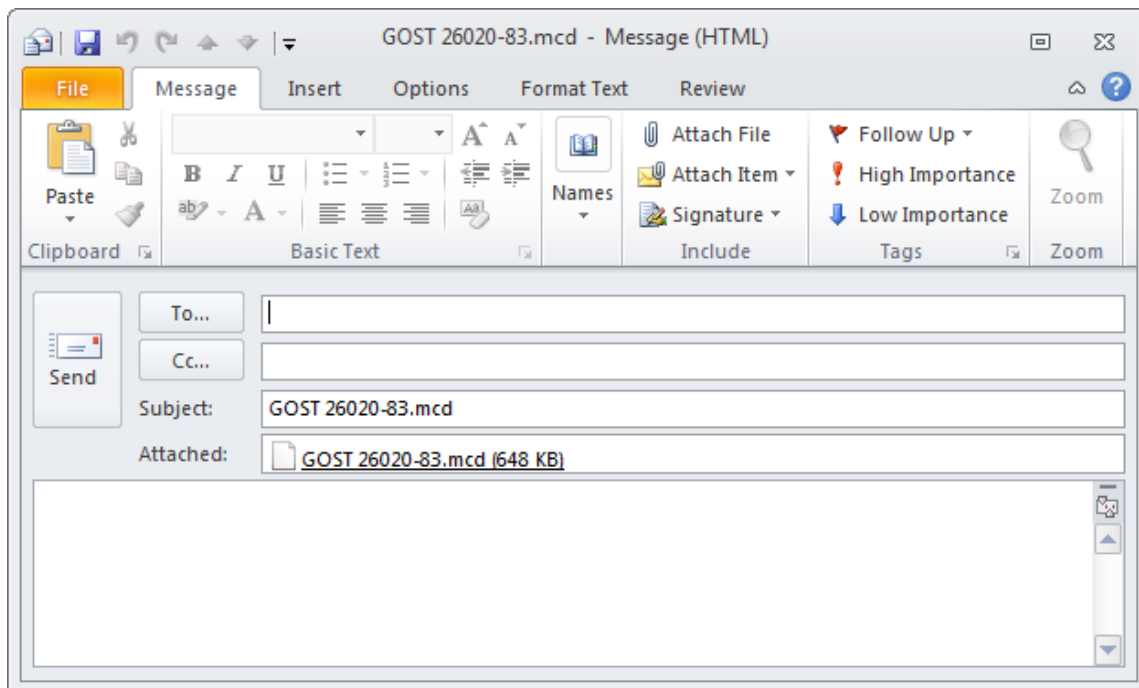 GOST 26020-83.mcd - Message (HTML)
File Message Insert Options Format Text Review
Paste
Clipboard
B I U
A A
ab A Aa
Basic Text
Names
Attach File
Attach Item
Signature
Include
Follow Up
High Importance
Low Importance
Tags
Zoom
Zoom
Send
To...
Cc...
Subject: GOST 26020-83.mcd
Attached: GOST 26020-83.mcd (648 KB)